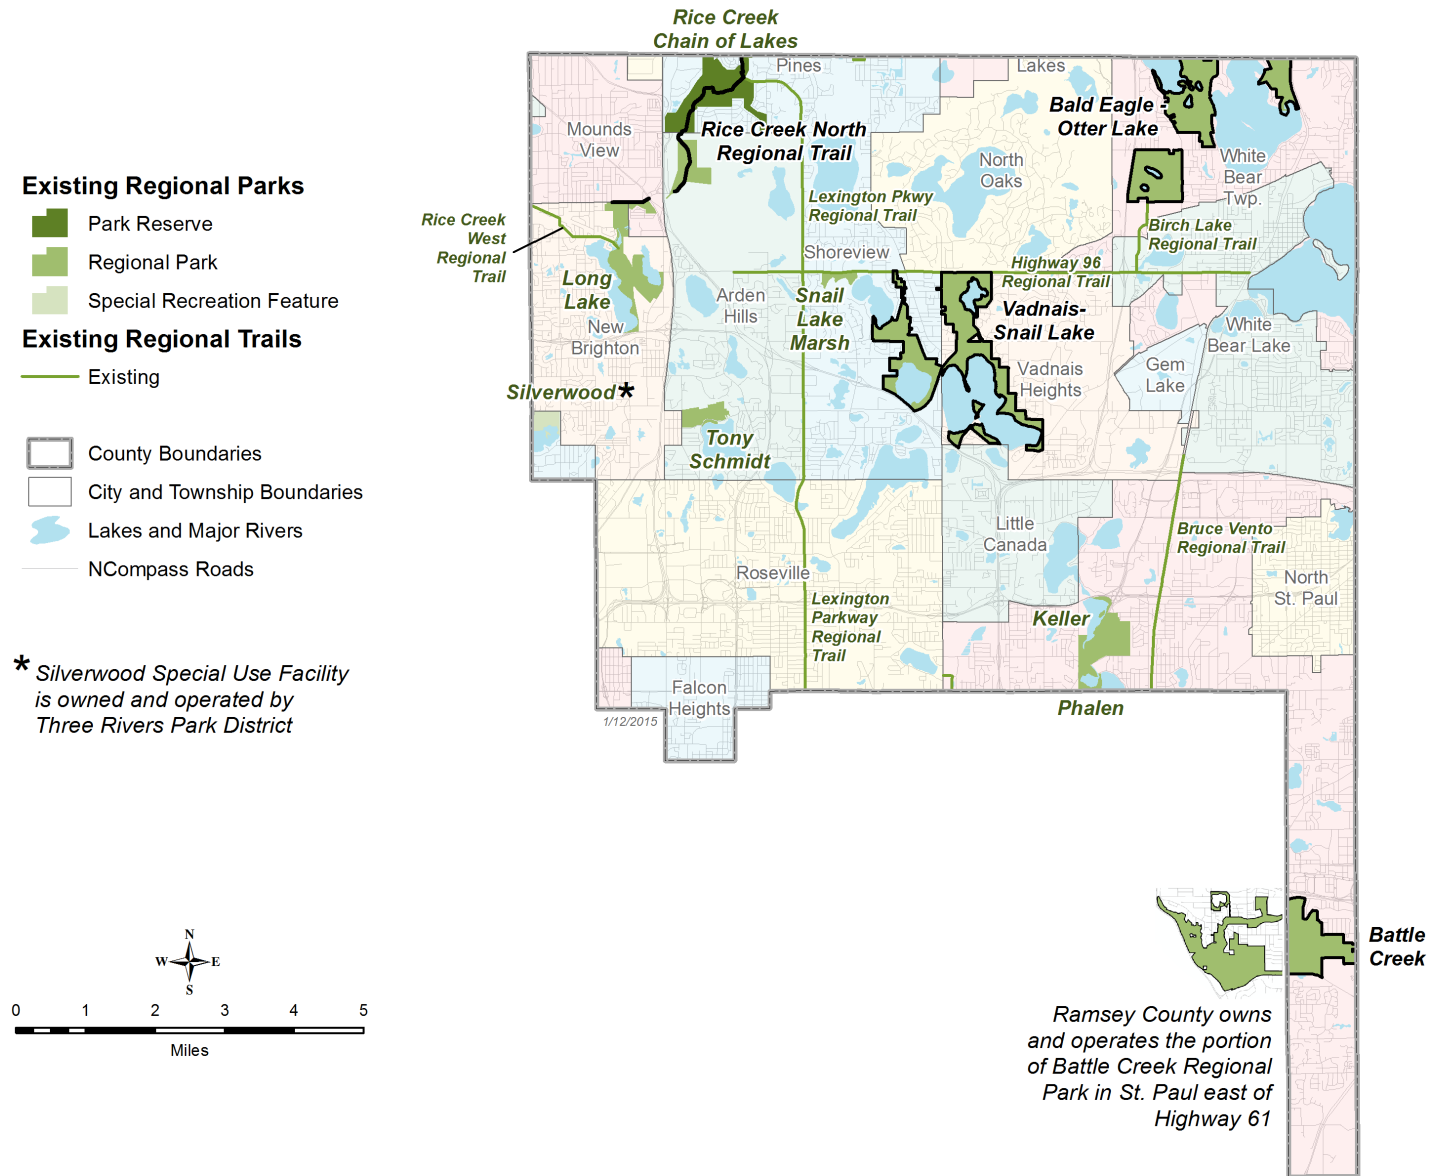 Rice Creek
Chain of Lakes
Pines
Lakes
Bald Eagle -
Otter Lake
Mounds
View
Rice Creek North
Regional Trail
North
Oaks
White
Bear
Twp.
Existing Regional Parks
Park Reserve
Regional Park
Special Recreation Feature
Existing Regional Trails
Existing
County Boundaries
City and Township Boundaries
Lakes and Major Rivers
NCompass Roads
Rice Creek
West
Regional
Trail
Lexington Pkwy
Regional Trail
Birch Lake
Regional Trail
Shoreview
Highway 96
Regional Trail
Long
Lake
Arden
Hills
Snail
Lake
Marsh
Vadnais-
Snail Lake
New
Brighton
White
Bear Lake
Vadnais
Heights
Gem
Lake
Silverwood*
Tony
Schmidt
Little
Canada
Bruce Vento
Regional Trail
Roseville
North
St. Paul
Lexington
Parkway
Regional
Trail
Keller
* Silverwood Special Use Facility
is owned and operated by
Three Rivers Park District
Falcon
Heights
1/12/2015
Phalen
Battle
Creek
N
W E
S
0 1 2 3 4 5
Miles
Ramsey County owns
and operates the portion
of Battle Creek Regional
Park in St. Paul east of
Highway 61